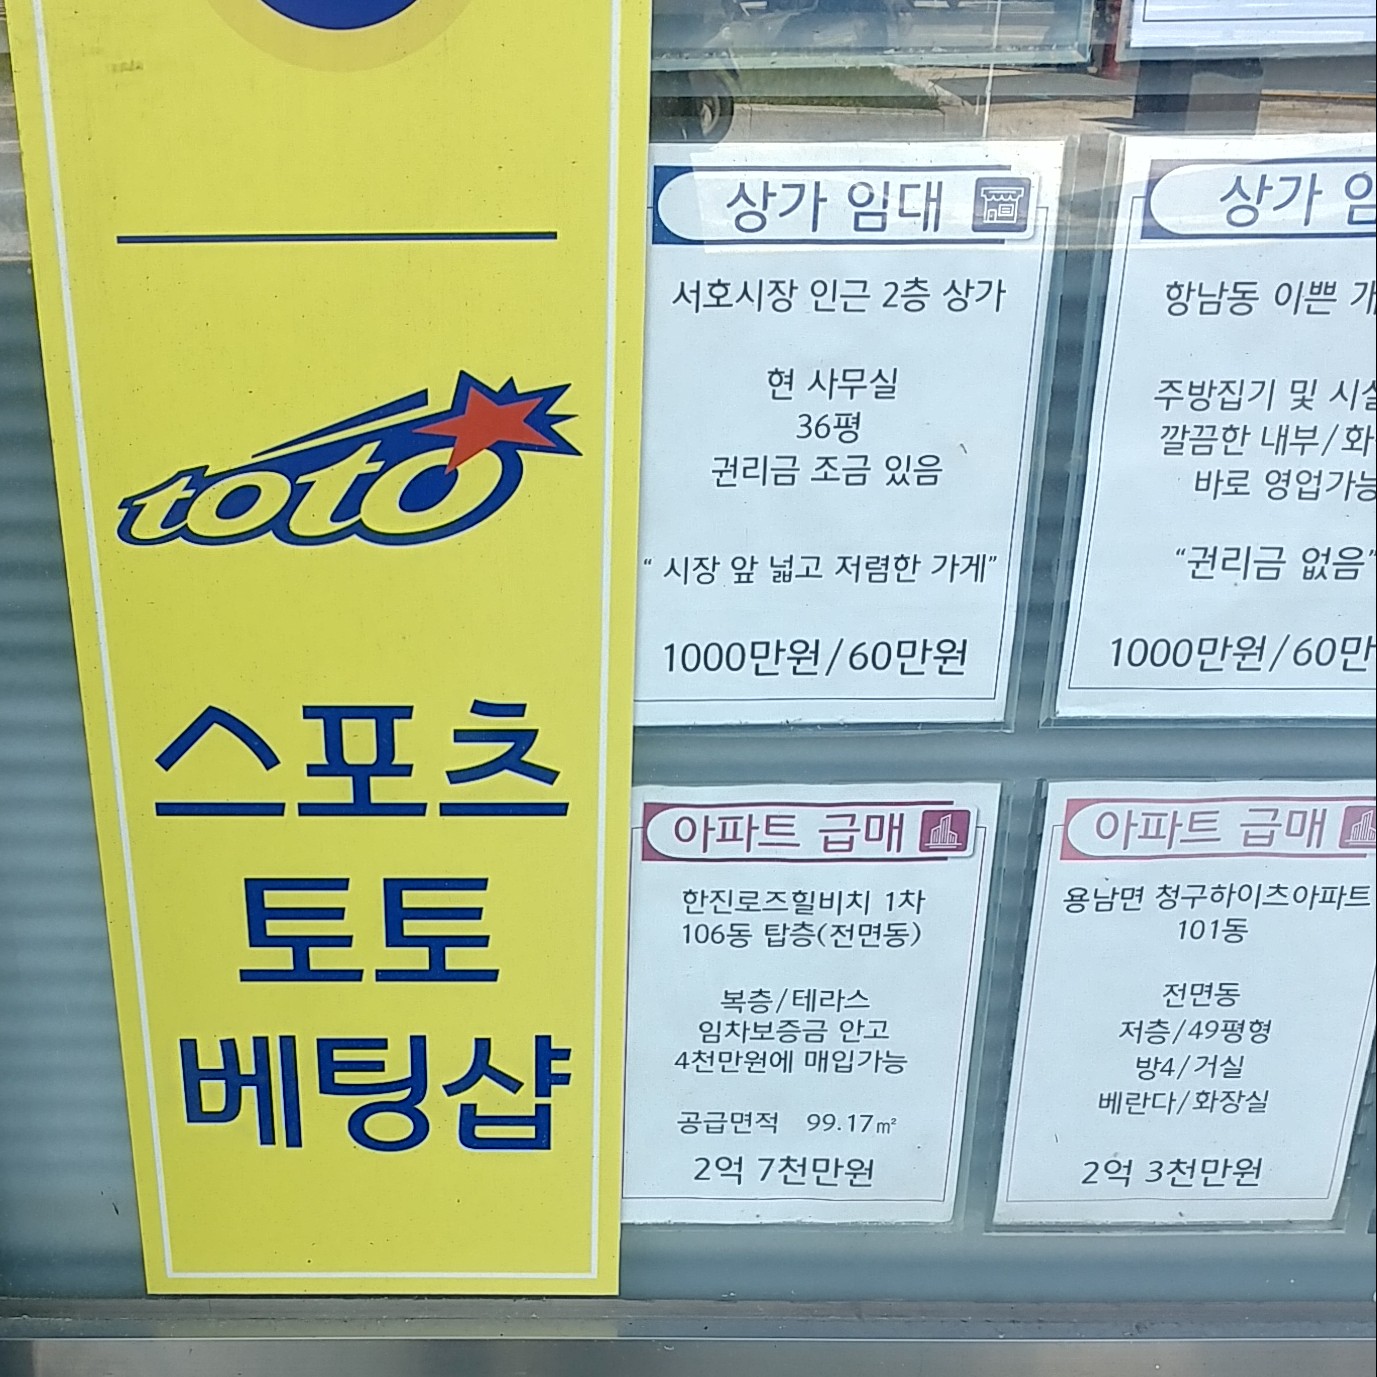 toto
스포츠
토토
베팅샵
상가 임대
서호시장 인근 2층 상가
현 사무실
36평
권리금 조금 있음
“ 시장 앞 넓고 저렴한 가게”
1000만원/60만원
상가
항남동 이쁜
주방집기 및
깔끔한 내부/화
바로 영업가능
“권리금 없음”
1000만원/60만
아파트 급매
한진로즈힐비치 1차
106동 탑층(전면동)
복층/테라스
임차보증금 안고
4천만원에 매입가능
공급면적 99.17㎡
2억 7천만원
아파트 급매
용남면 청구하이츠아파트
101동
전면동
저층/49평형
방4/거실
베란다/화장실
2억 3천만원